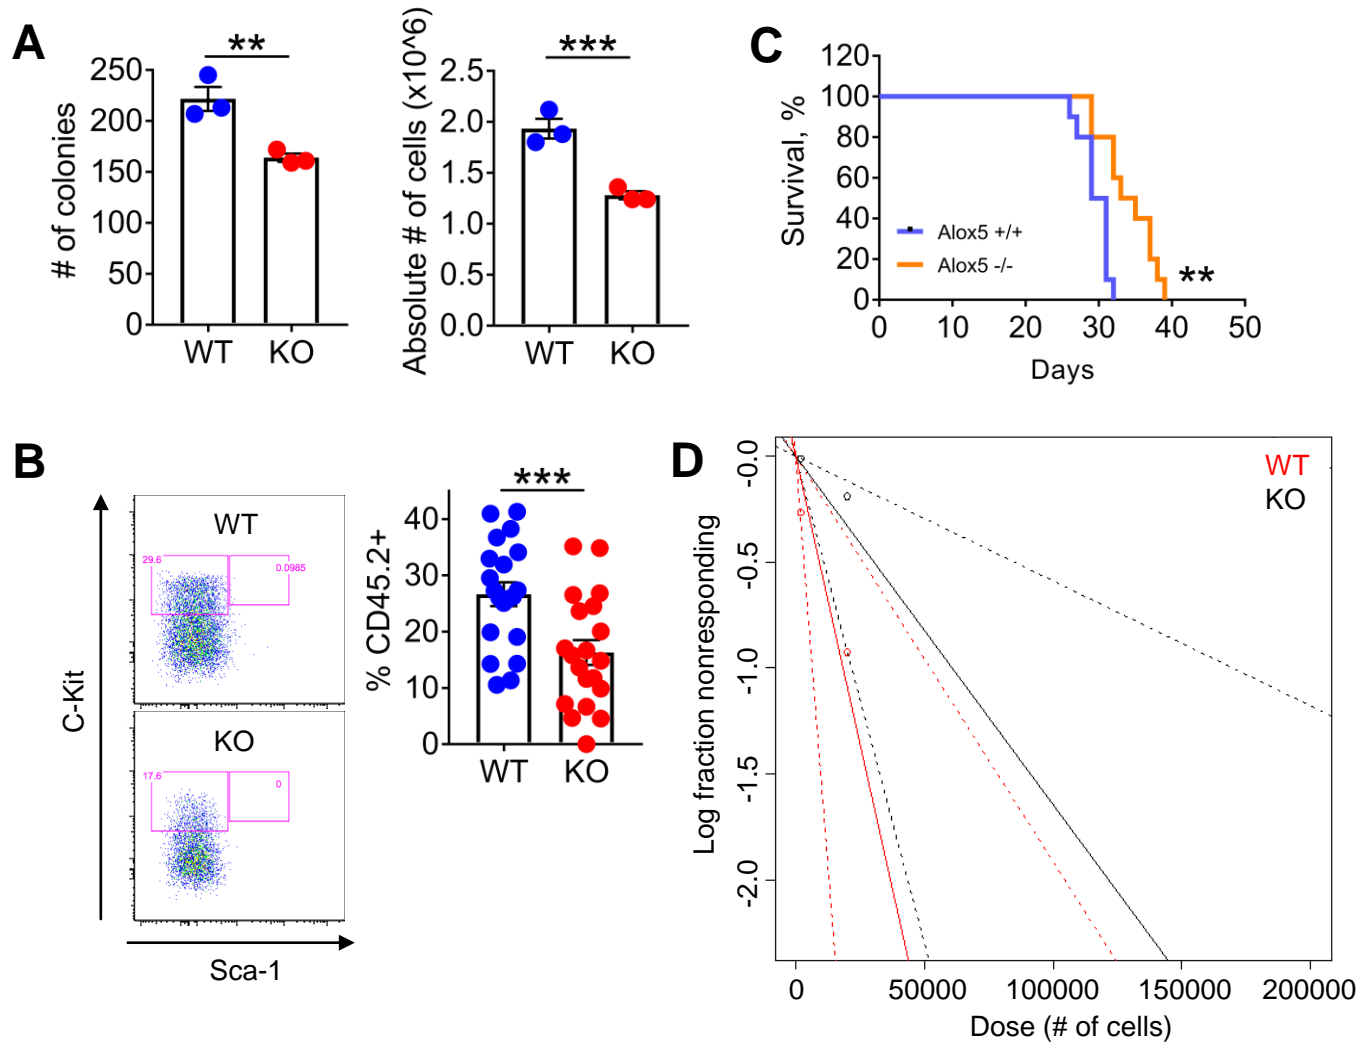 A
**
# of colonies
250
200
150
100
50
0
WT
KO
***
Absolute # of cells (x10^6)
2.5
2.0
1.5
1.0
0.5
0.0
WT
KO
C
Survival, %
120
100
80
60
40
20
0
Alox5 +/+
Alox5 -/-
**
0
10
20
30
40
50
Days
B
C-Kit
WT
29.6
0.0985
KO
17.6
0
Sca-1
***
% CD45.2+
40
30
20
10
0
WT
KO
D
Log fraction nonresponding
-0.0
-0.5
-1.0
-1.5
-2.0
WT
KO
0
50000
100000
150000
200000
Dose (# of cells)